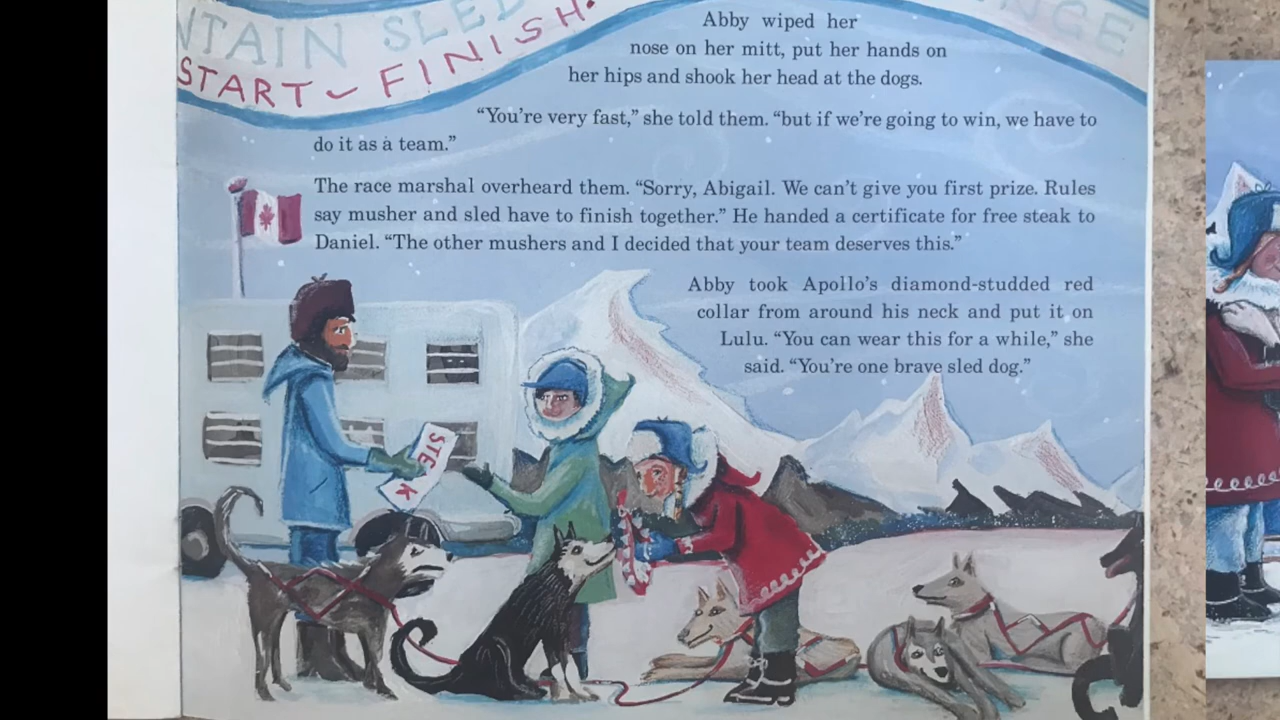 NTAIN SLED
NGE
START ~ FINISH.
Abby wiped her
nose on her mitt, put her hands on
her hips and shook her head at the dogs.
“You’re very fast,” she told them. “but if we’re going to win, we have to
do it as a team.”
The race marshal overheard them. “Sorry, Abigail. We can’t give you first prize. Rules
say musher and sled have to finish together.” He handed a certificate for free steak to
Daniel. “The other mushers and I decided that your team deserves this.”
Abby took Apollo’s diamond-studded red
collar from around his neck and put it on
Lulu. “You can wear this for a while,” she
said. “You’re one brave sled dog.”
STE K